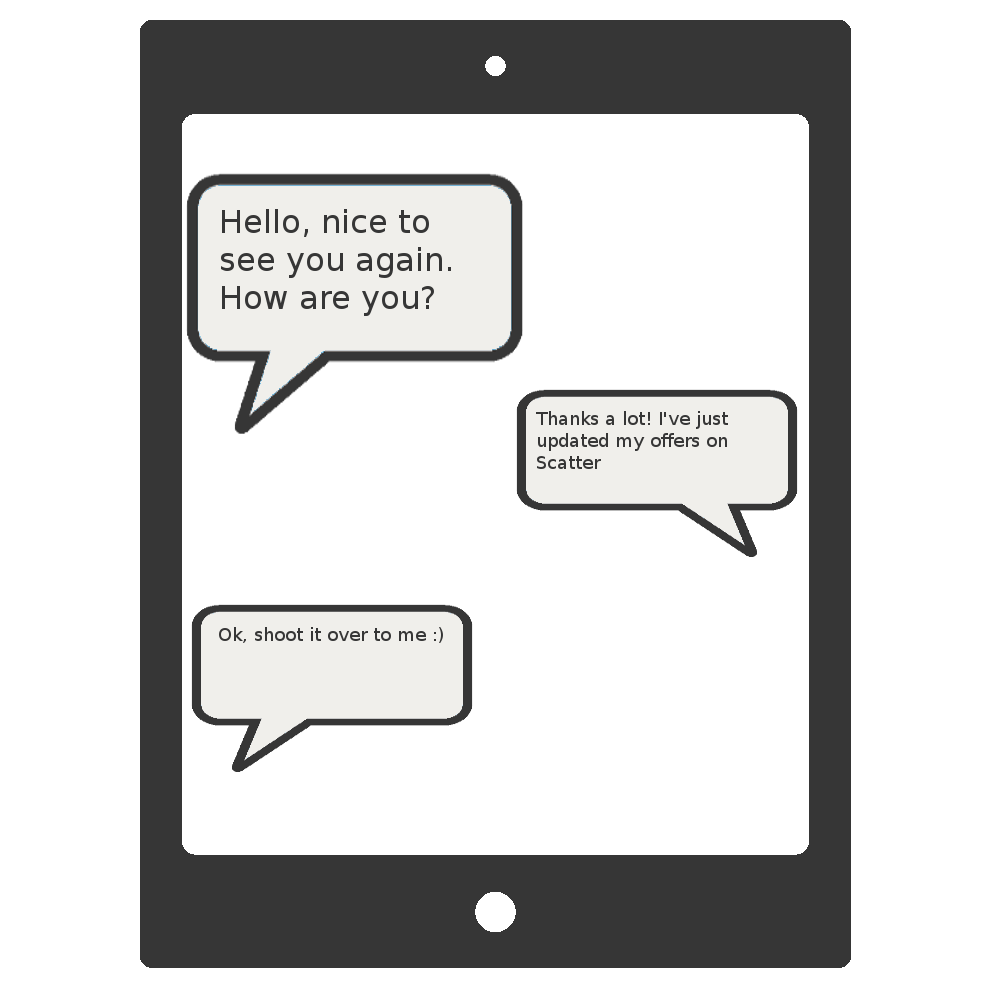 Hello, nice to
see you again.
How are you?
Thanks a lot! I've just
updated my offers on
Scatter
Ok, shoot it over to me :)